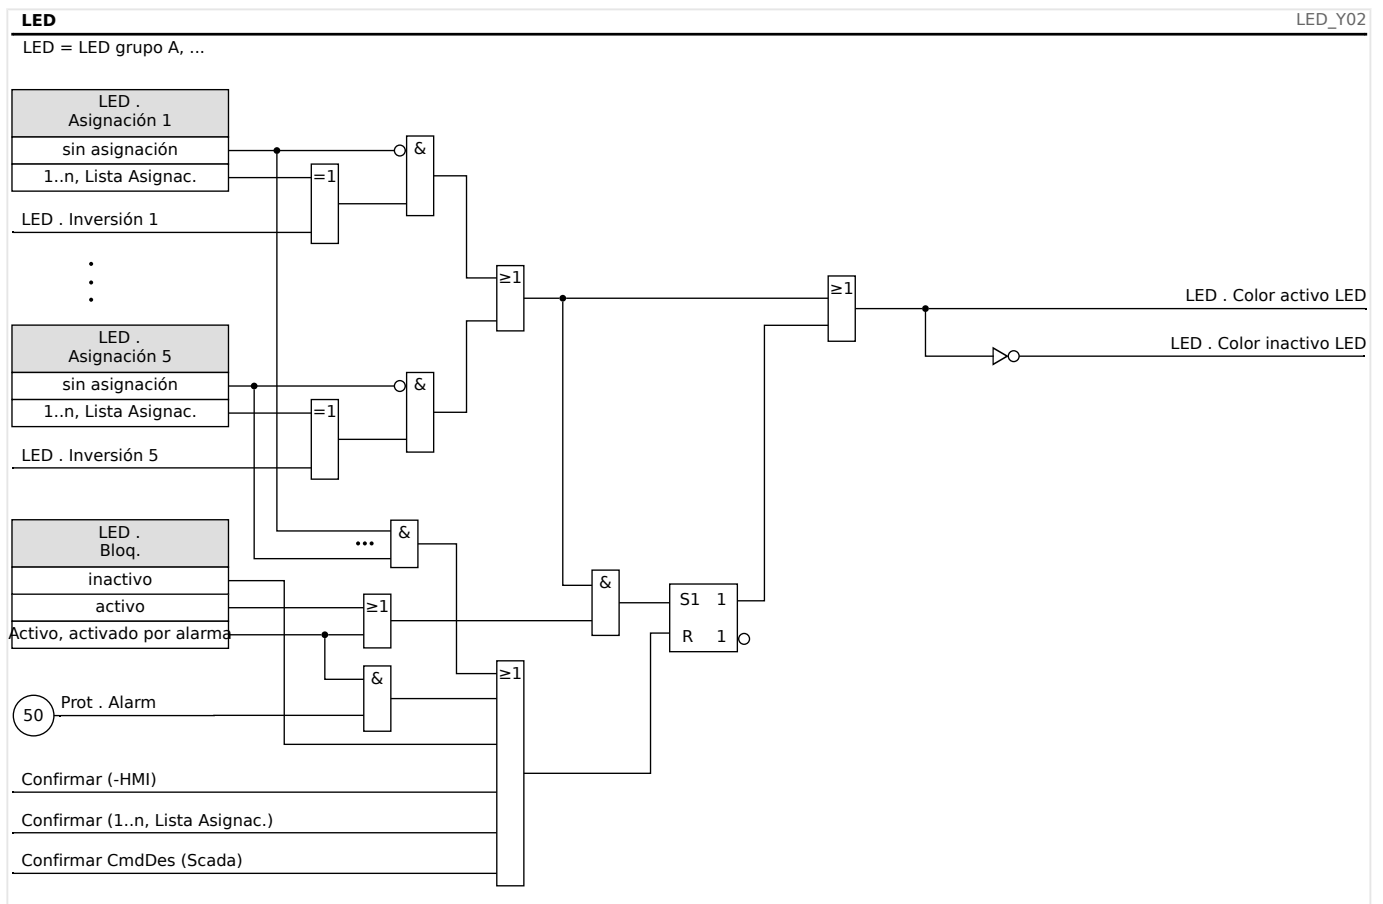 LED
LED_Y02
LED = LED grupo A, ...
LED .
Asignación 1
sin asignación
&
1..n, Lista Asignac.
=1
LED . Inversión 1
≥1
≥1
LED . Color activo LED
LED . Color inactivo LED
LED .
Asignación 5
sin asignación
&
1..n, Lista Asignac.
=1
LED . Inversión 5
LED .
Bloq.
&
...
inactivo
&
activo
≥1
S1 1
Activo, activado por alarma
R 1
≥1
&
50
Prot . Alarm
Confirmar (-HMI)
Confirmar (1..n, Lista Asignac.)
Confirmar CmdDes (Scada)